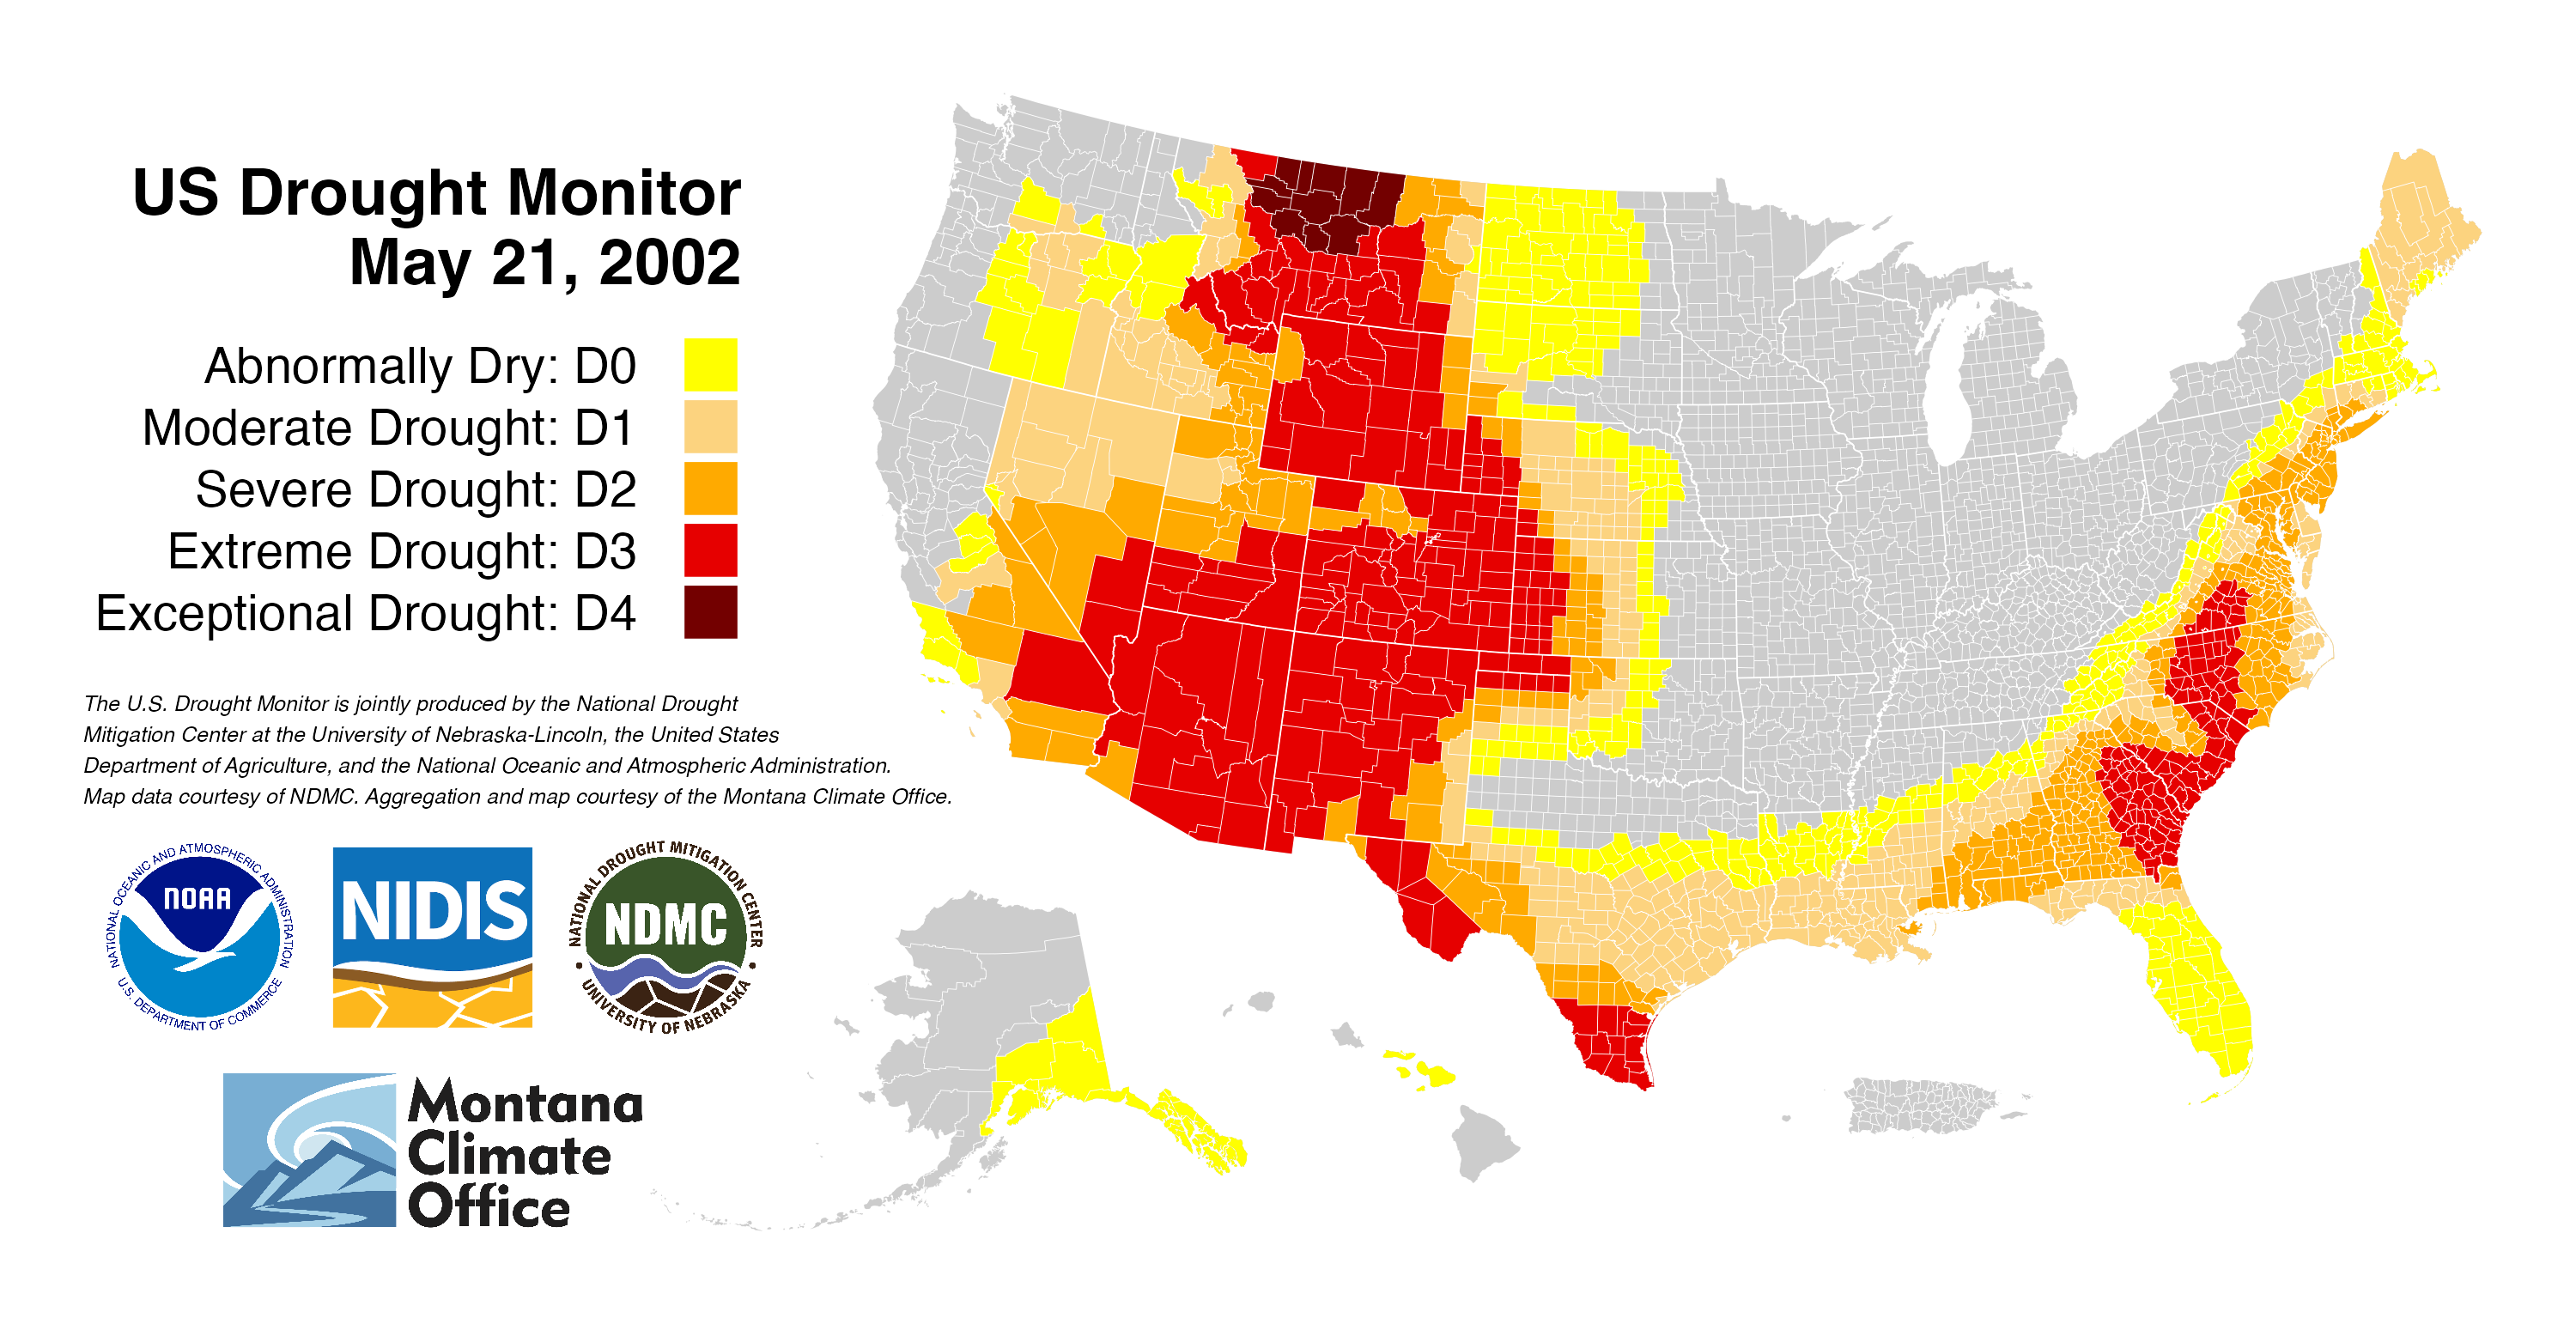 US Drought Monitor
May 21, 2002
Abnormally Dry: D0
Moderate Drought: D1
Severe Drought: D2
Extreme Drought: D3
Exceptional Drought: D4
The U.S. Drought Monitor is jointly produced by the National Drought
Mitigation Center at the University of Nebraska-Lincoln, the United States
Department of Agriculture, and the National Oceanic and Atmospheric Administration.
Map data courtesy of NDMC. Aggregation and map courtesy of the Montana Climate Office.
NATIONAL OCEANIC AND ATMOSPHERIC ADMINISTRATION
NOAA
U.S. DEPARTMENT OF COMMERCE
NIDIS
NATIONAL DROUGHT MITIGATION CENTER
NDMC
UNIVERSITY OF NEBRASKA
Montana
Climate
Office